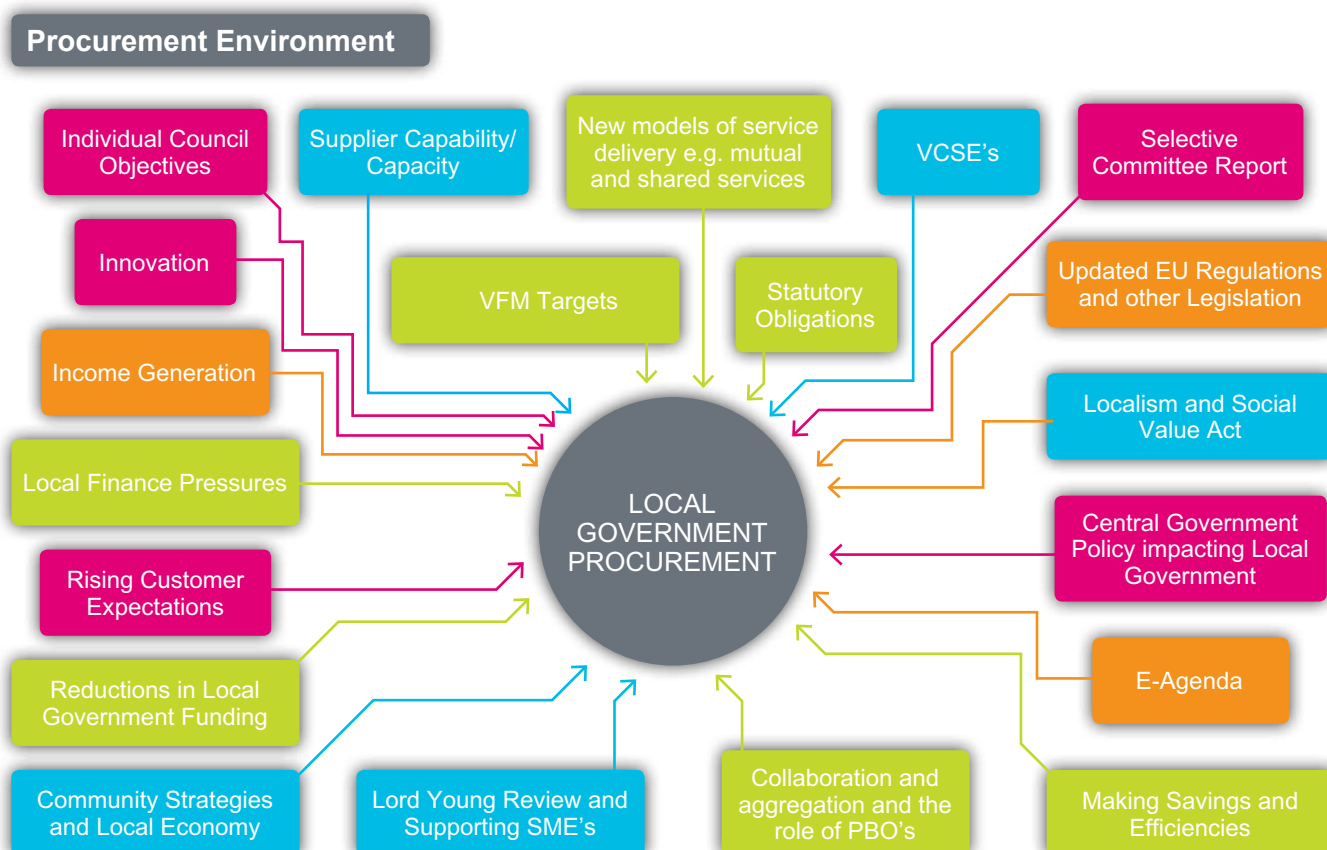 Procurement Environment
Individual Council
Objectives
Supplier Capability/
Capacity
New models of service
delivery e.g. mutual
and shared services
VCSE's
Selective
Committee Report
Innovation
VFM Targets
Statutory
Obligations
Updated EU Regulations
and other Legislation
Income Generation
Localism and Social
Value Act
Local Finance Pressures
LOCAL
GOVERNMENT
PROCUREMENT
Central Government
Policy impacting Local
Government
Rising Customer
Expectations
Reductions in Local
Government Funding
E-Agenda
Community Strategies
and Local Economy
Lord Young Review and
Supporting SME's
Collaboration and
aggregation and the
role of PBO's
Making Savings and
Efficiencies